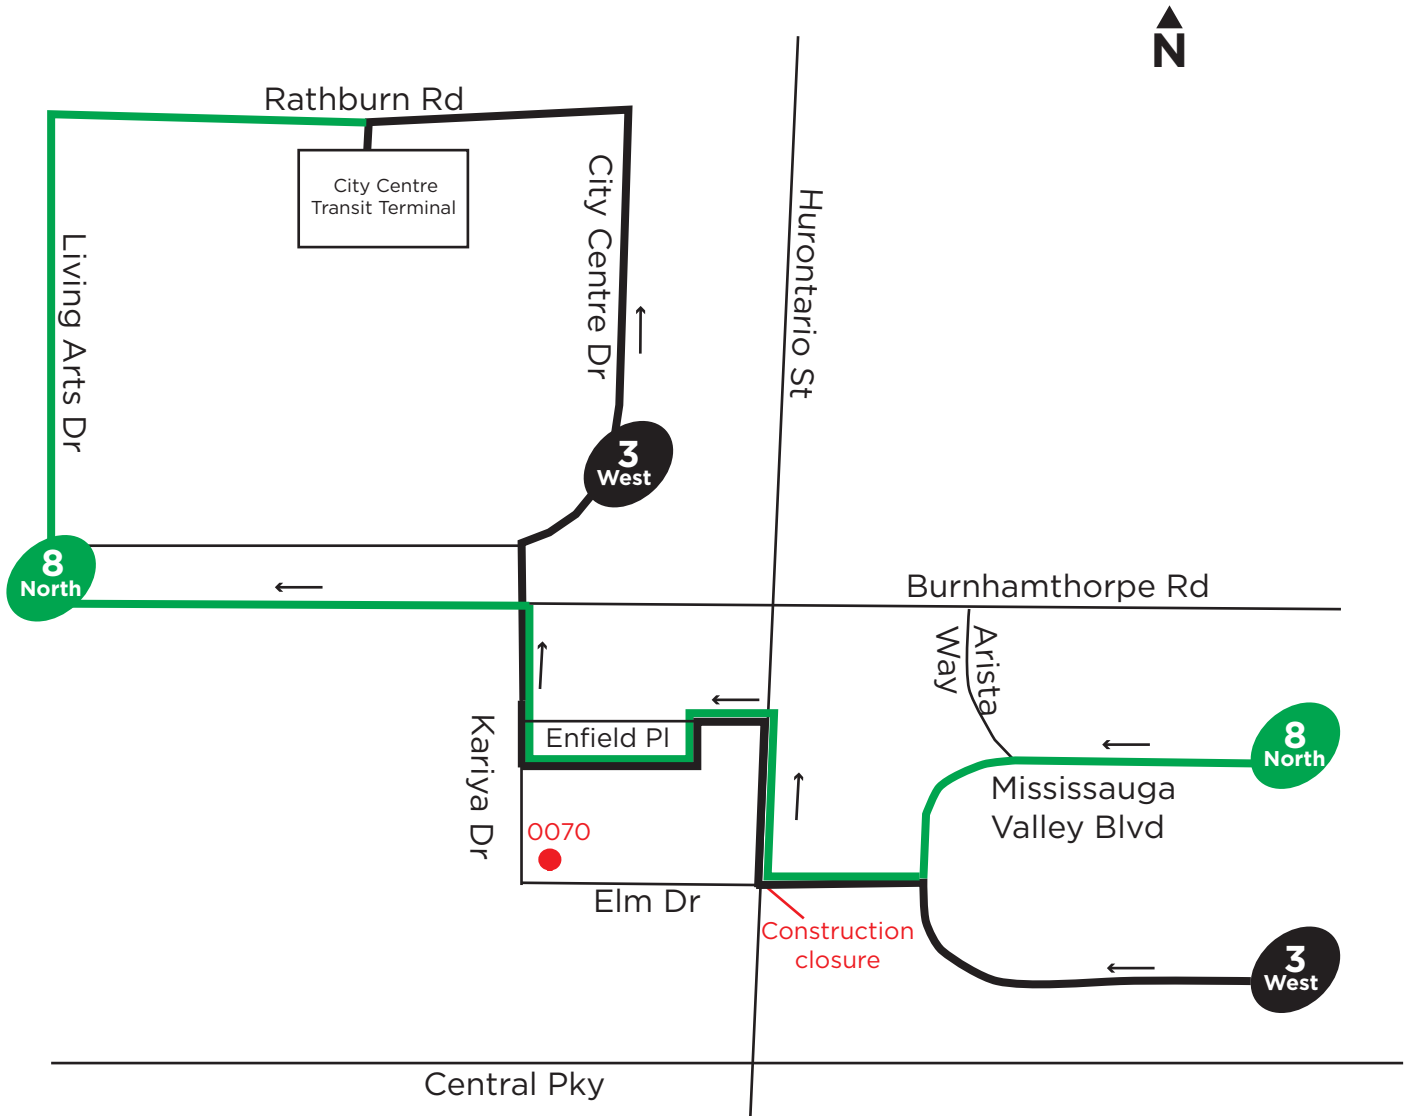 N
Rathburn Rd
City Centre
Transit Terminal
City Centre Dr
Hurontario St
Living Arts Dr
3
West
8
North
Burnhamthorpe Rd
Arista
Way
Kariya Dr
Enfield Pl
8
North
Mississauga
Valley Blvd
0070
Elm Dr
Construction
closure
3
West
Central Pky